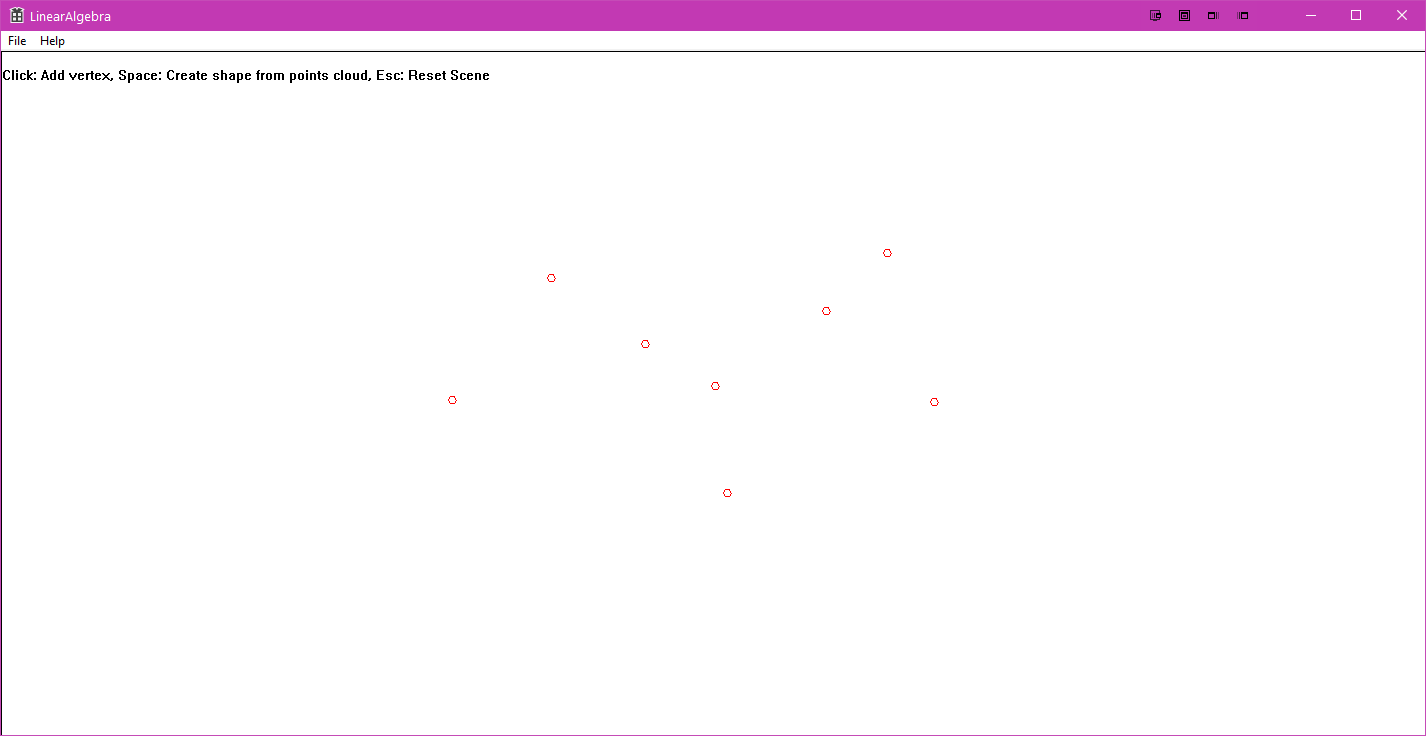 LinearAlgebra
File Help
Click: Add vertex, Space: Create shape from points cloud, Esc: Reset Scene